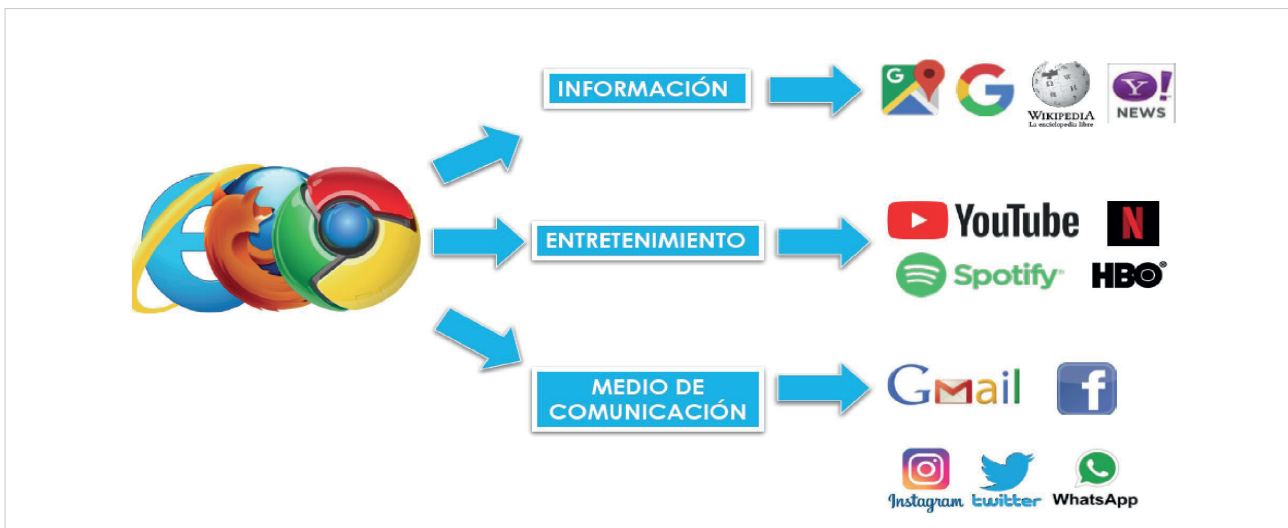 INFORMACIÓN
G
WIKIPEDIA
La enciclopedia libre
Y!
NEWS
ENTRETENIMIENTO
YouTube
N
Spotify
HBO
MEDIO DE
COMUNICACIÓN
Gmail
f
Instagram
twitter
WhatsApp